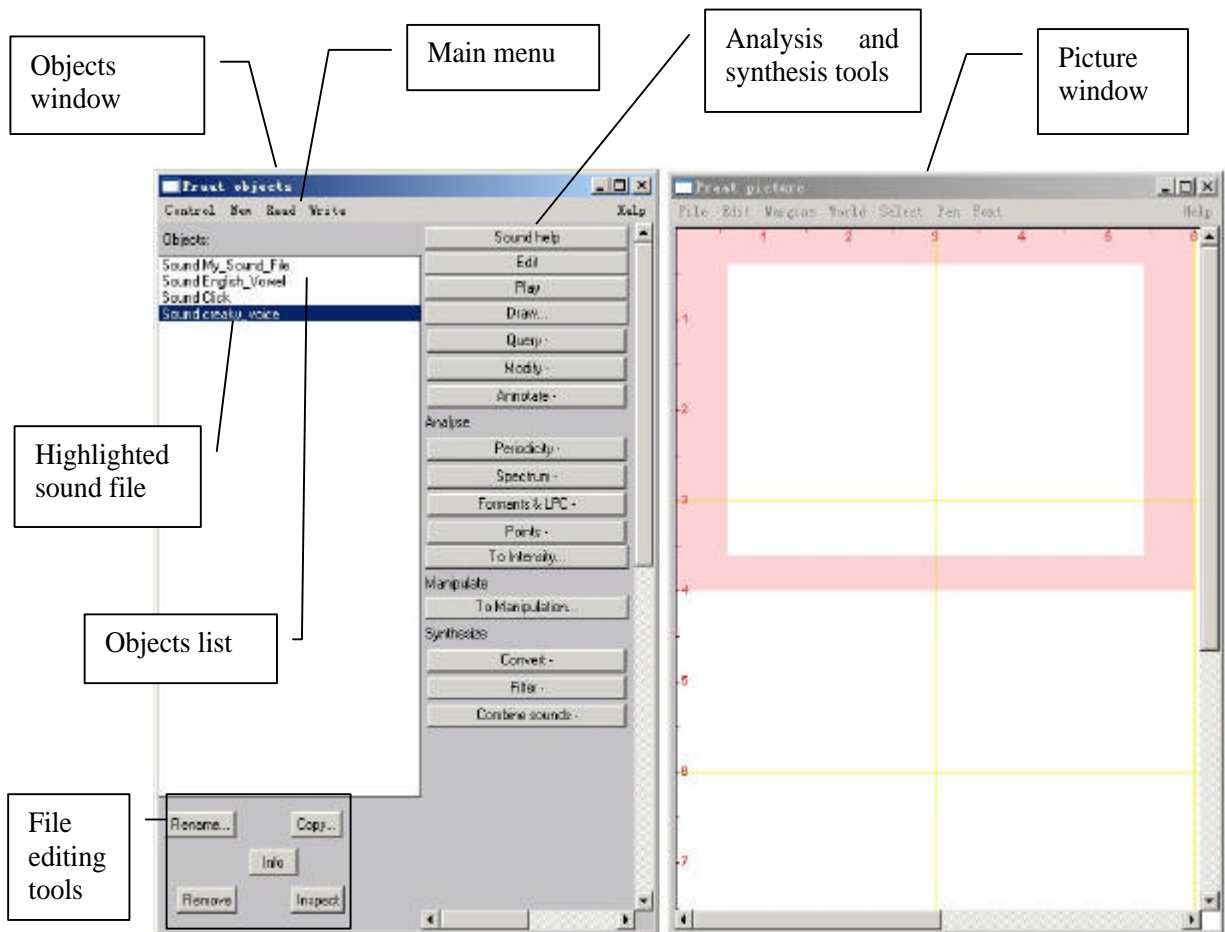 Objects
window
Main menu
Analysis and
synthesis tools
Picture
window
Praat objects
Control New Read Write Help
Objects:
Sound My_Sound_File
Sound English_Vowel
Sound Click
Sound creaky_voice
Sound help
Edit
Play
Draw...
Query -
Modify -
Annotate -
Analyse
Periodicity -
Spectrum -
Formants & LPC -
Points -
To Intensity...
Manipulate
To Manipulation...
Synthesize
Convert -
Filter -
Combine sounds -
Rename... Copy...
Info
Remove Inspect
Praat picture
File Edit Margins World Select Pen Font Help
1 2 3 4 5 6
1
2
3
4
5
6
7
Highlighted
sound file
Objects list
File
editing
tools